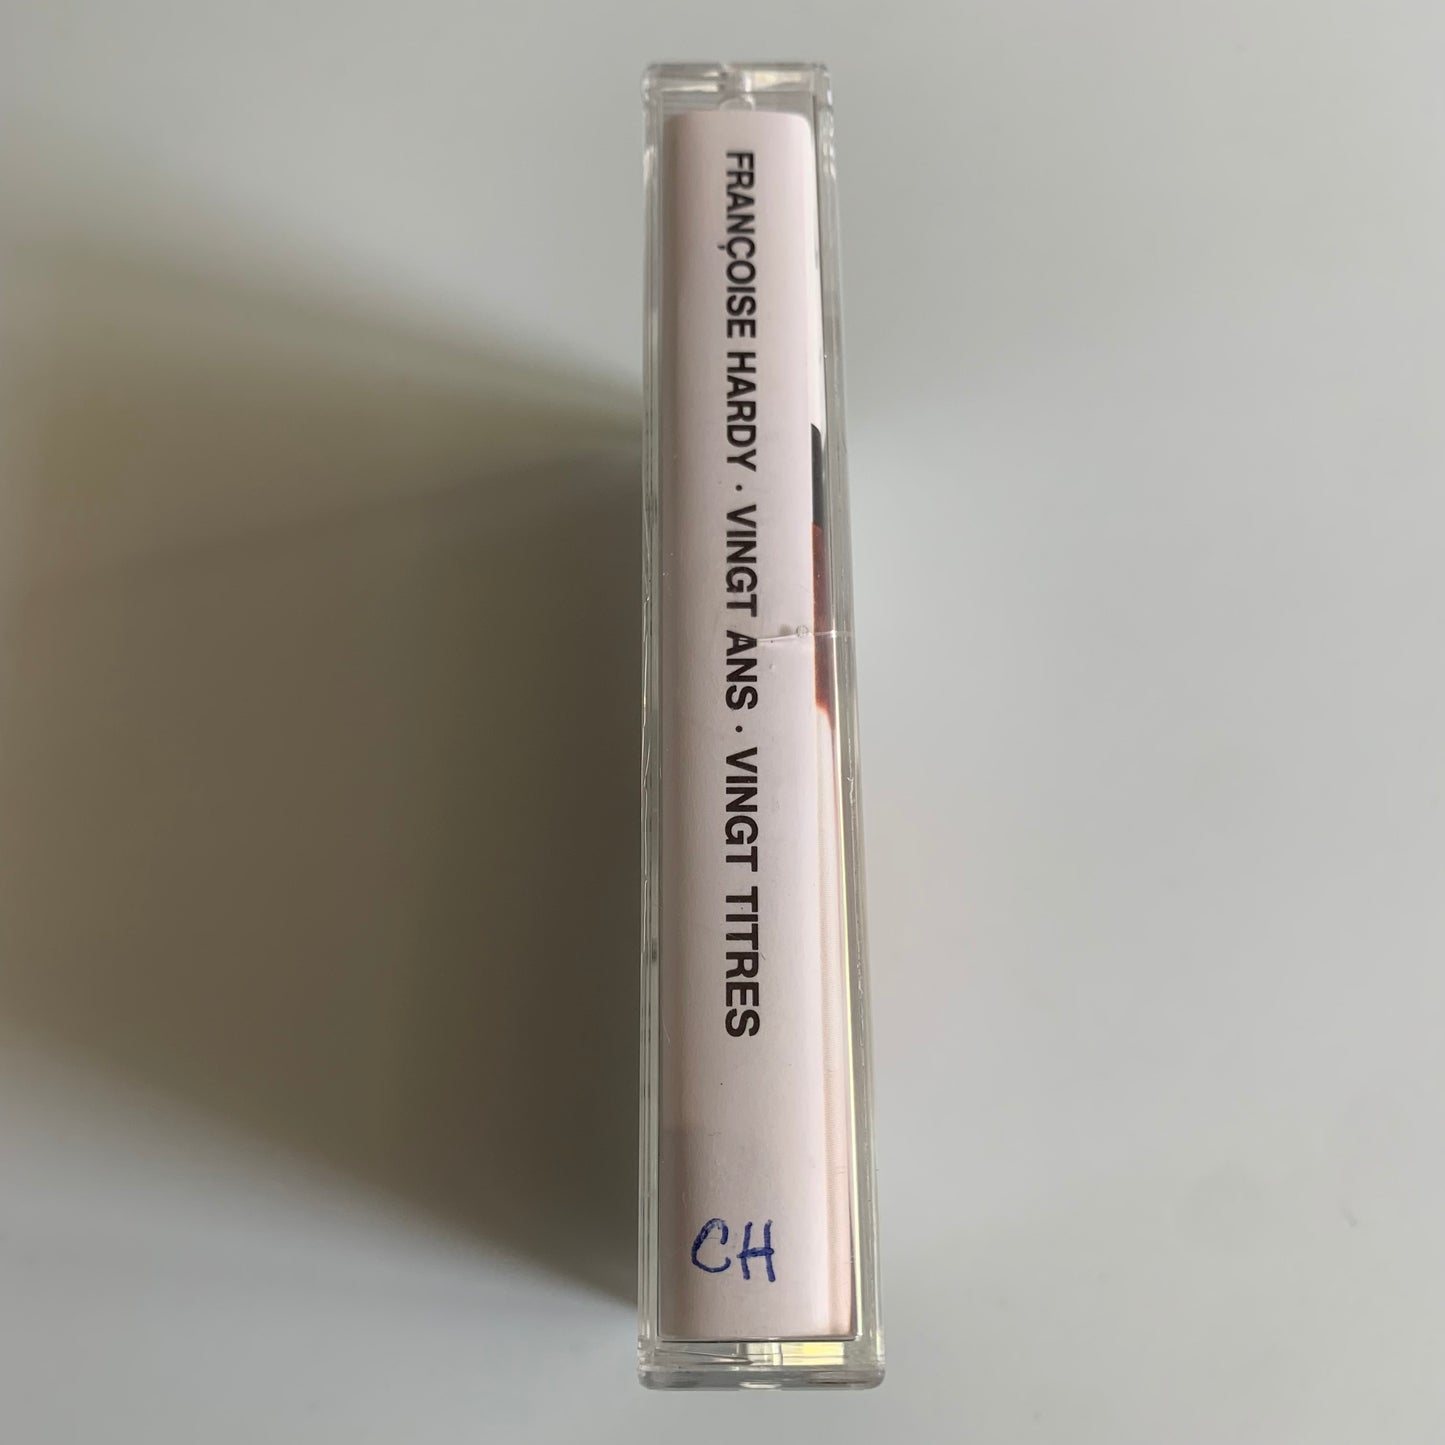 FRANÇOISE HARDY · VINGT ANS · VINGT TITRES
CH